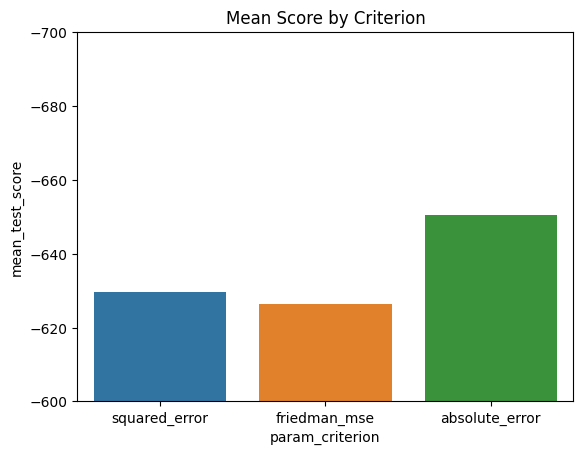 Mean Score by Criterion
mean_test_score
−700
−680
−660
−640
−620
−600
squared_error
friedman_mse
absolute_error
param_criterion